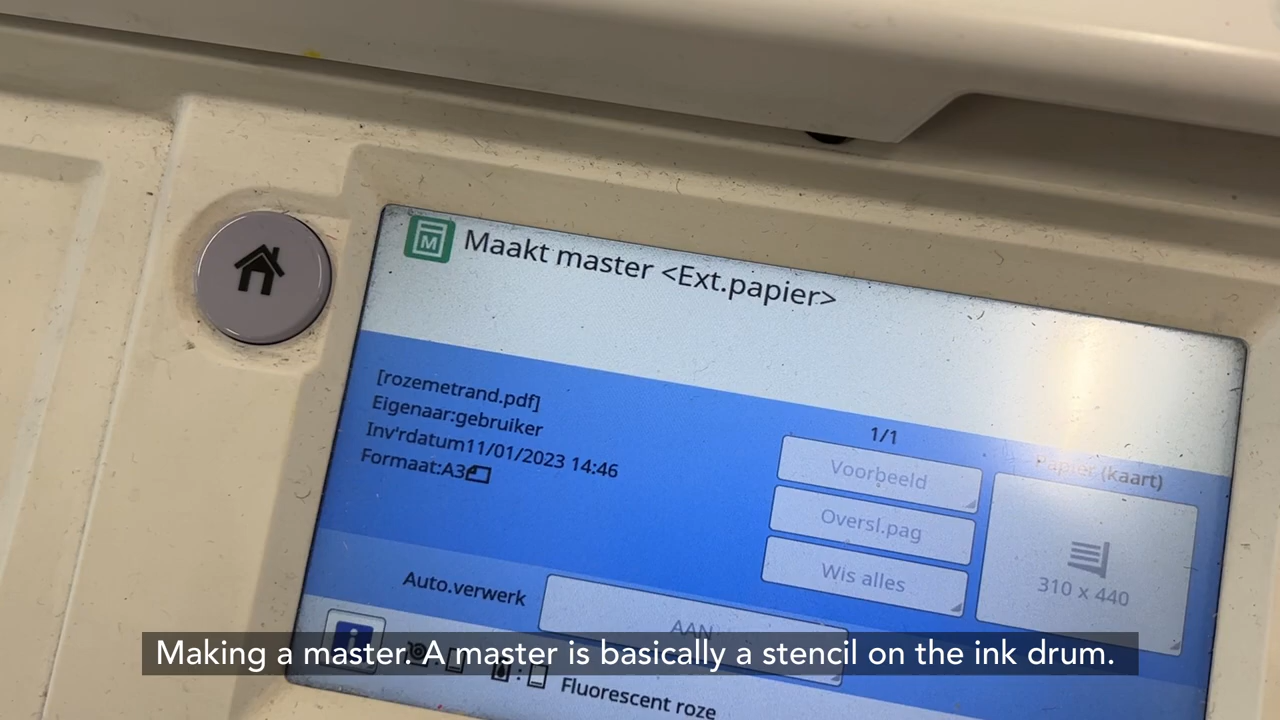 M
Maakt master <Ext.papier>
[rozemetrand.pdf]
Eigenaar:gebruiker
Inv'rdatum11/01/2023 14:46
Formaat:A3
1/1
Voorbeeld
Oversl.pag
Wis alles
Papier (kaart)
310 x 440
Auto.verwerk
AAN
i
Making a master. A master is basically a stencil on the ink drum.
Fluorescent roze